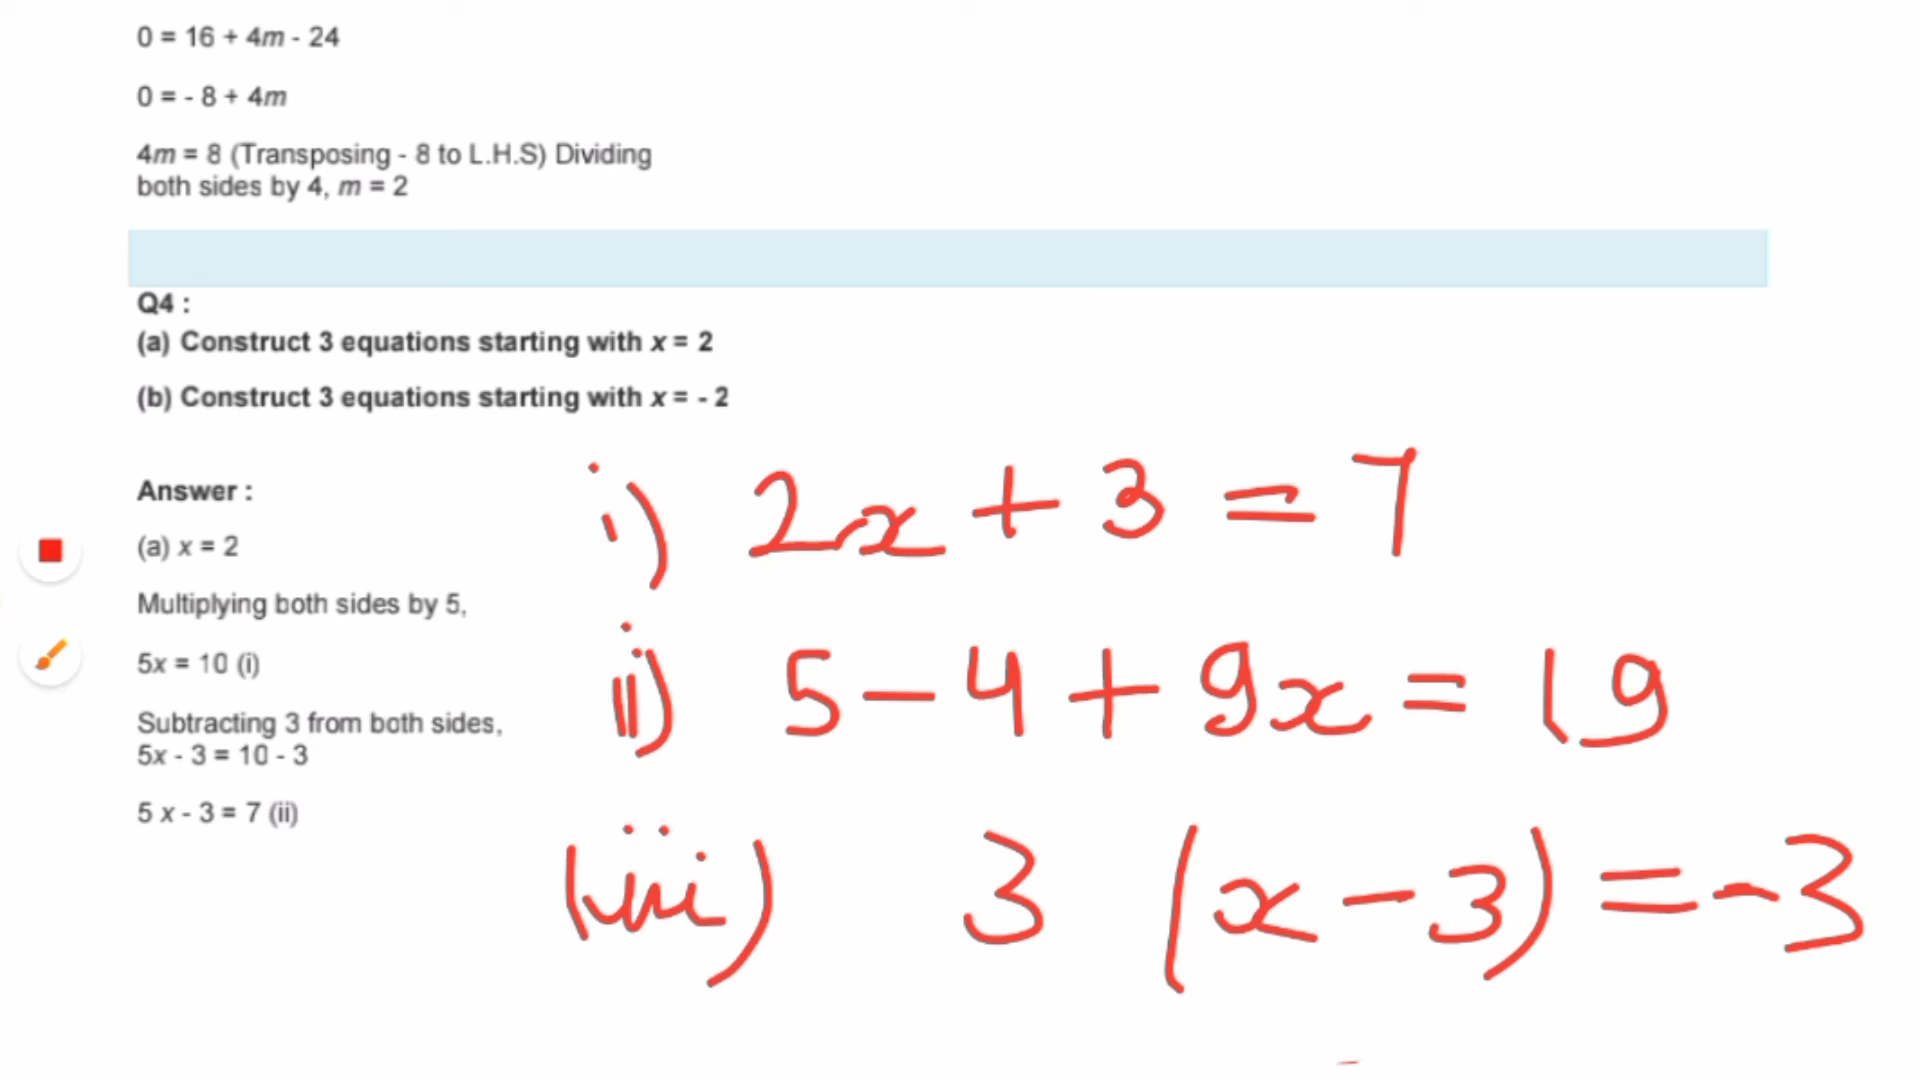 0 = 16 + 4m - 24
0 = - 8 + 4m
4m = 8 (Transposing - 8 to L.H.S) Dividing
both sides by 4, m = 2
Q4 :
(a) Construct 3 equations starting with x = 2
(b) Construct 3 equations starting with x = - 2
Answer :
(a) x = 2
Multiplying both sides by 5,
5x = 10 (i)
Subtracting 3 from both sides,
5x - 3 = 10 - 3
5 x - 3 = 7 (ii)
i) 2x + 3 = 7
ii) 5 - 4 + 9x = 19
(iii) 3 (x - 3) = -3